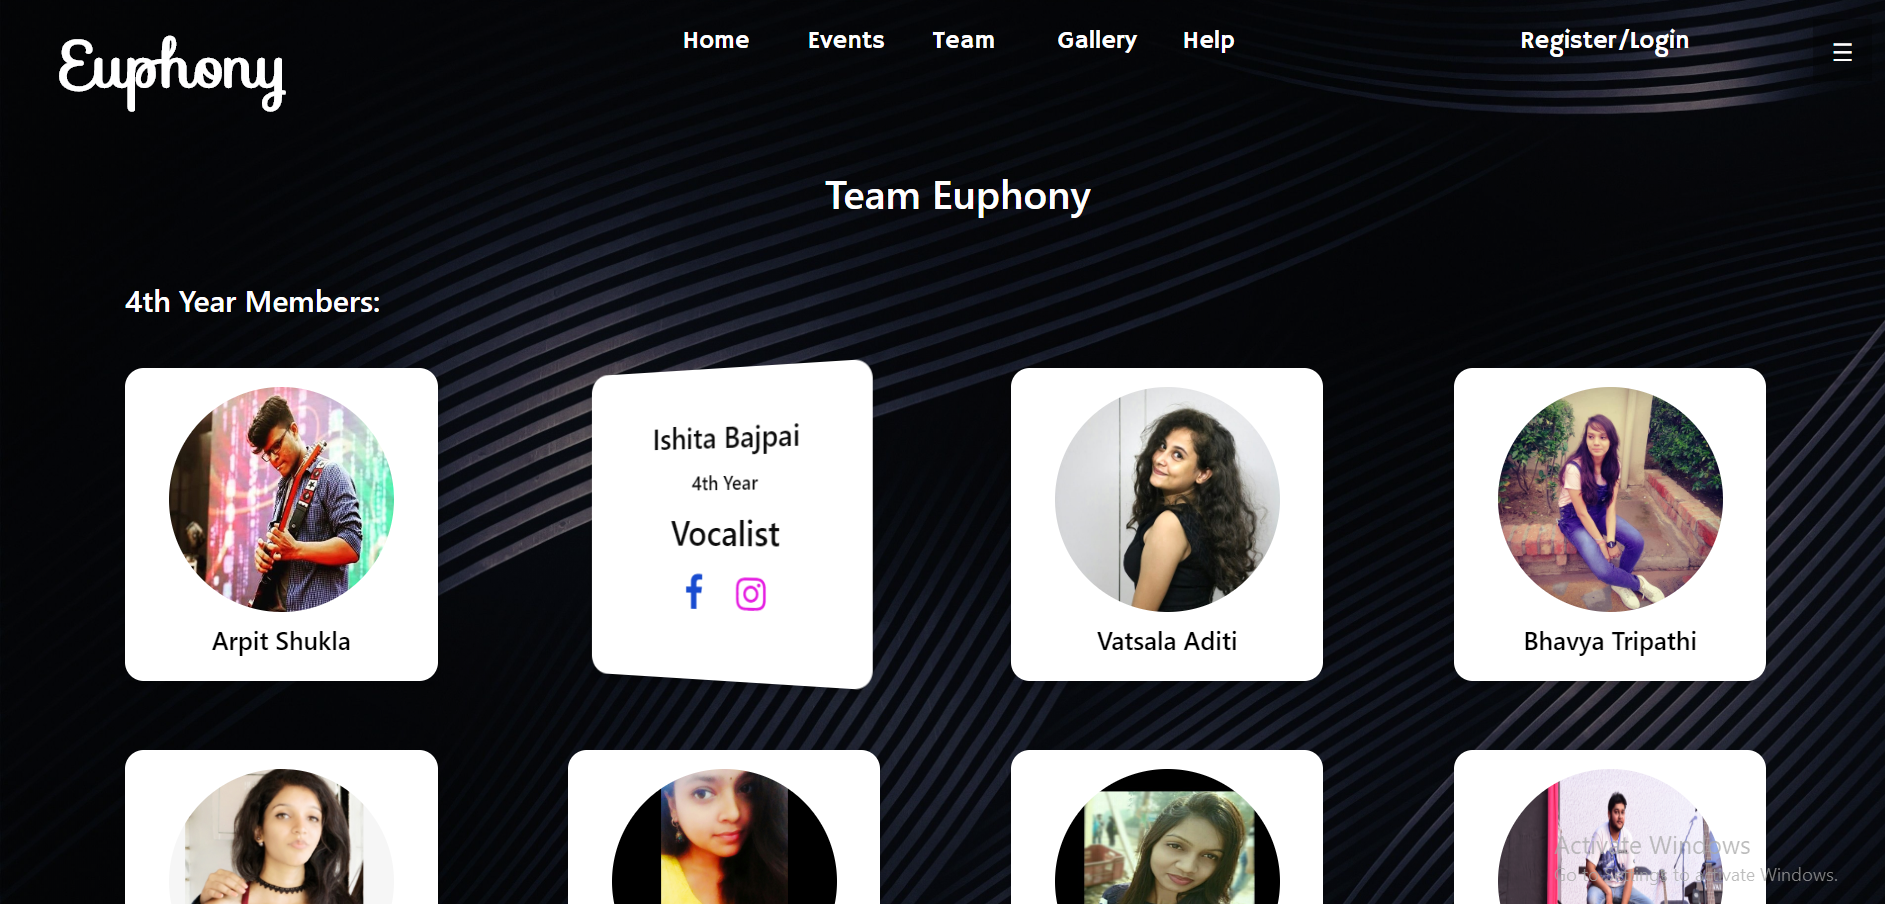 Euphony
Home Events Team Gallery Help Register/Login
Team Euphony
4th Year Members:
Ishita Bajpai
4th Year
Vocalist
Arpit Shukla
Vatsala Aditi
Bhavya Tripathi
Activate Windows
Go to Settings to activate Windows.